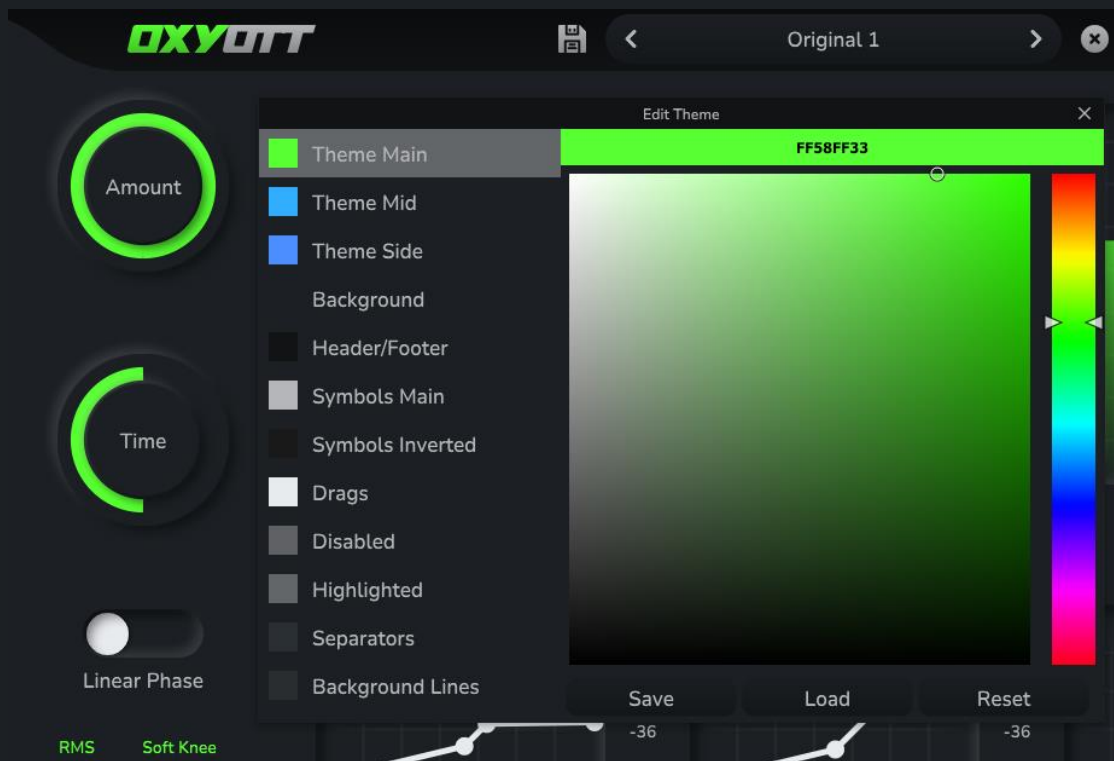 OXYOTT
Original 1
Edit Theme
Amount
Theme Main
FF58FF33
Theme Mid
Theme Side
Background
Header/Footer
Symbols Main
Time
Symbols Inverted
Drags
Disabled
Highlighted
Separators
Linear Phase
Background Lines
Save
Load
Reset
RMS
Soft Knee
-36
-36